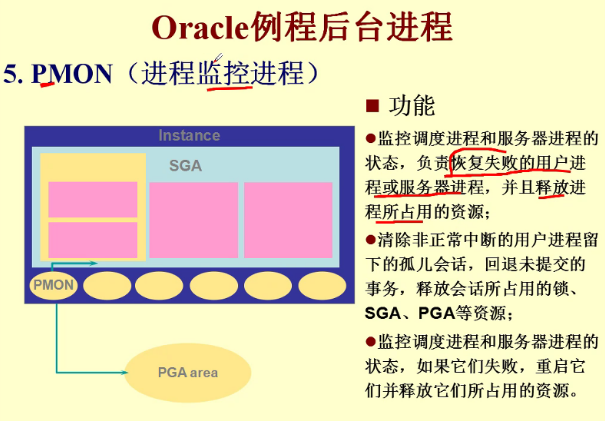 Oracle例程后台进程
5. PMON（进程监控进程）
■ 功能
●监控调度进程和服务器进程的
状态，负责恢复失败的用户进
程或服务器进程，并且释放进
程所占用的资源；
●清除非正常中断的用户进程留
下的孤儿会话，回退未提交的
事务，释放会话所占用的锁、
SGA、PGA等资源；
●监控调度进程和服务器进程的
状态，如果它们失败，重启它
们并释放它们所占用的资源。
Instance
SGA
PMON
PGA area